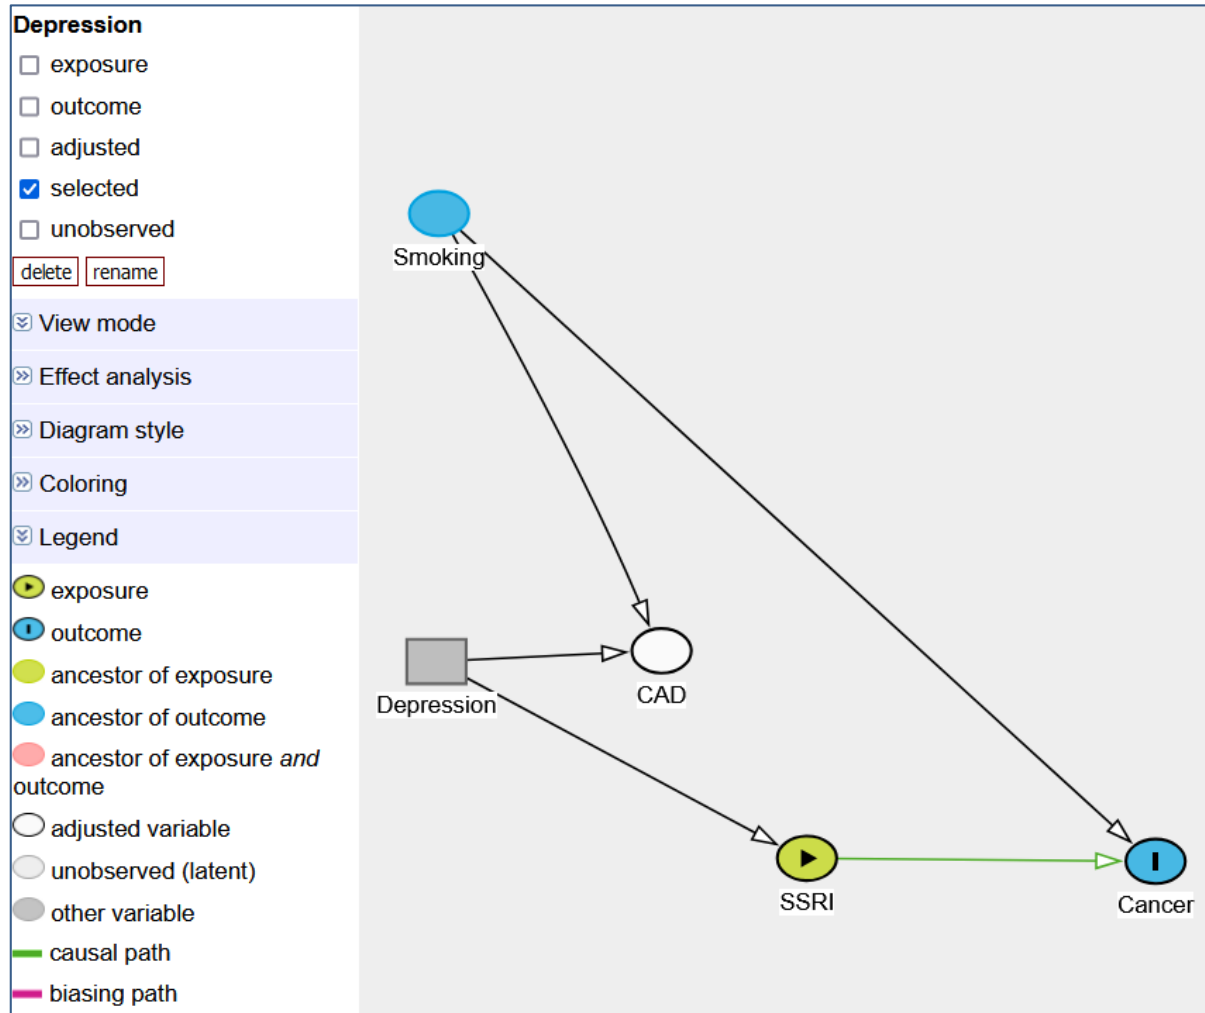 Depression
exposure
outcome
adjusted
selected
unobserved
delete rename
View mode
Effect analysis
Diagram style
Coloring
Legend
exposure
outcome
ancestor of exposure
ancestor of outcome
ancestor of exposure and
outcome
adjusted variable
unobserved (latent)
other variable
causal path
biasing path
Smoking
Depression
CAD
SSRI
Cancer